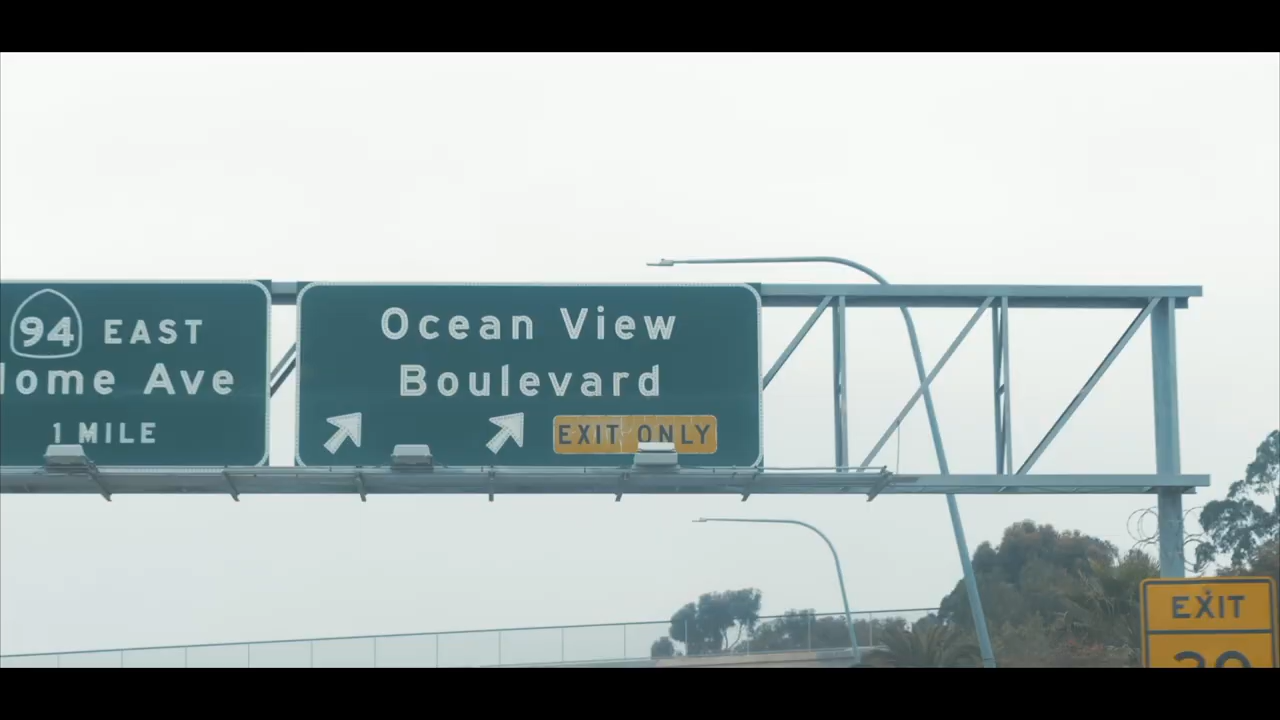 94 EAST
ome Ave
1 MILE
Ocean View
Boulevard
EXIT ONLY
EXIT